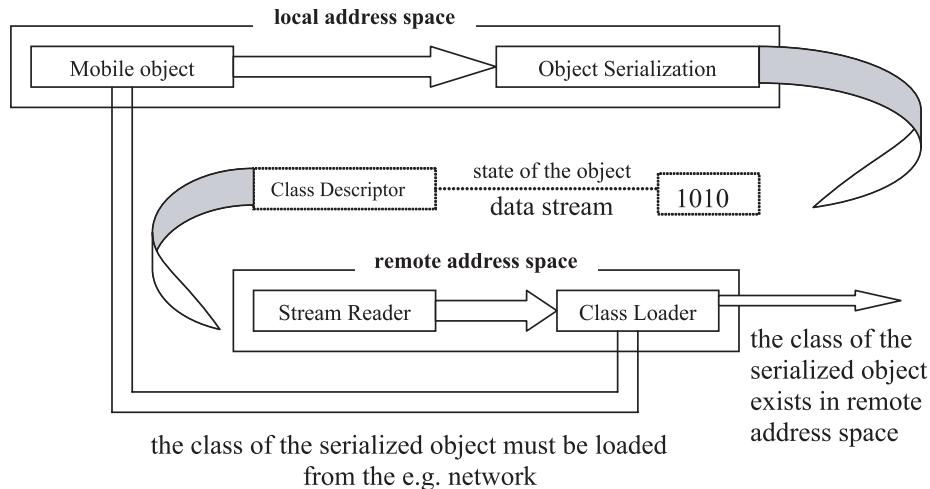 local address space
Mobile object
Object Serialization
state of the object
Class Descriptor
data stream
1010
remote address space
Stream Reader
Class Loader
the class of the
serialized object
exists in remote
address space
the class of the serialized object must be loaded
from the e.g. network